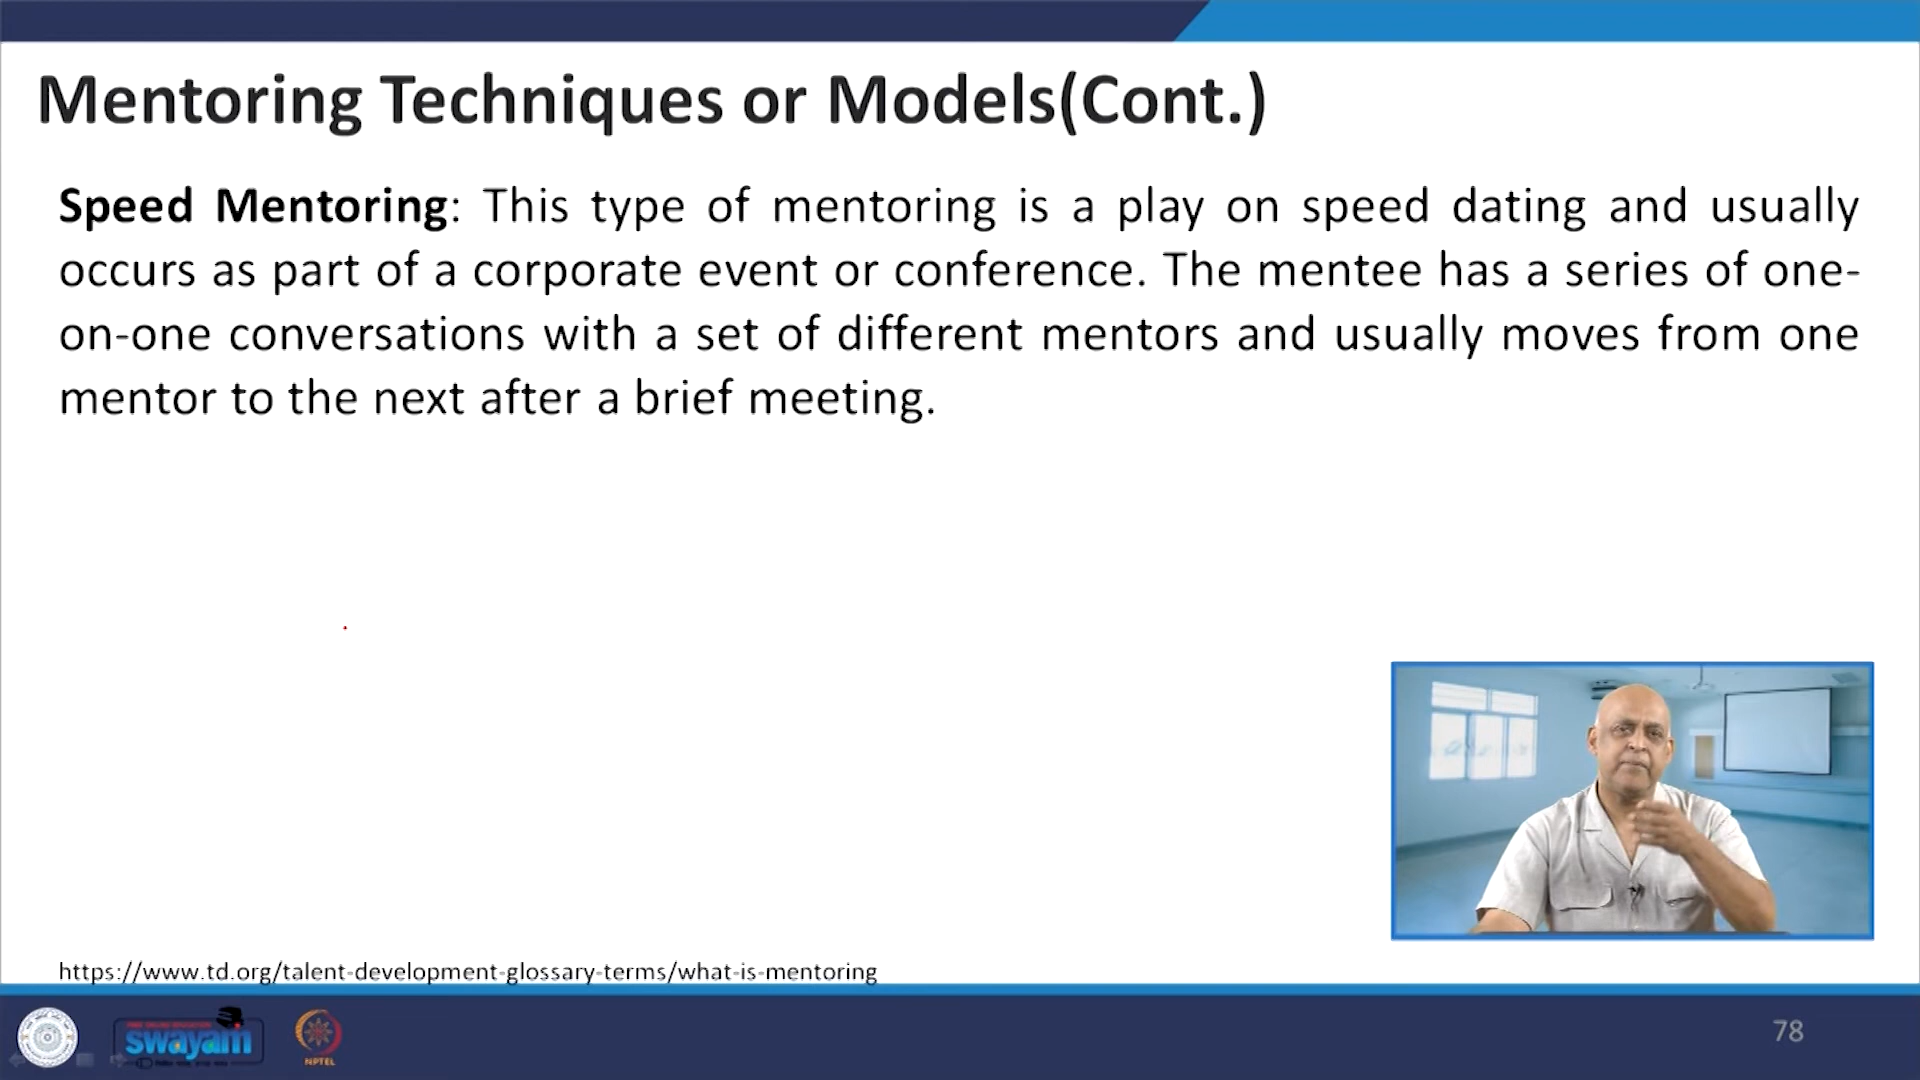 Mentoring Techniques or Models(Cont.)
Speed Mentoring: This type of mentoring is a play on speed dating and usually
occurs as part of a corporate event or conference. The mentee has a series of one-
on-one conversations with a set of different mentors and usually moves from one
mentor to the next after a brief meeting.
https://www.td.org/talent-development-glossary-terms/what-is-mentoring
swayam
NPTEL
78